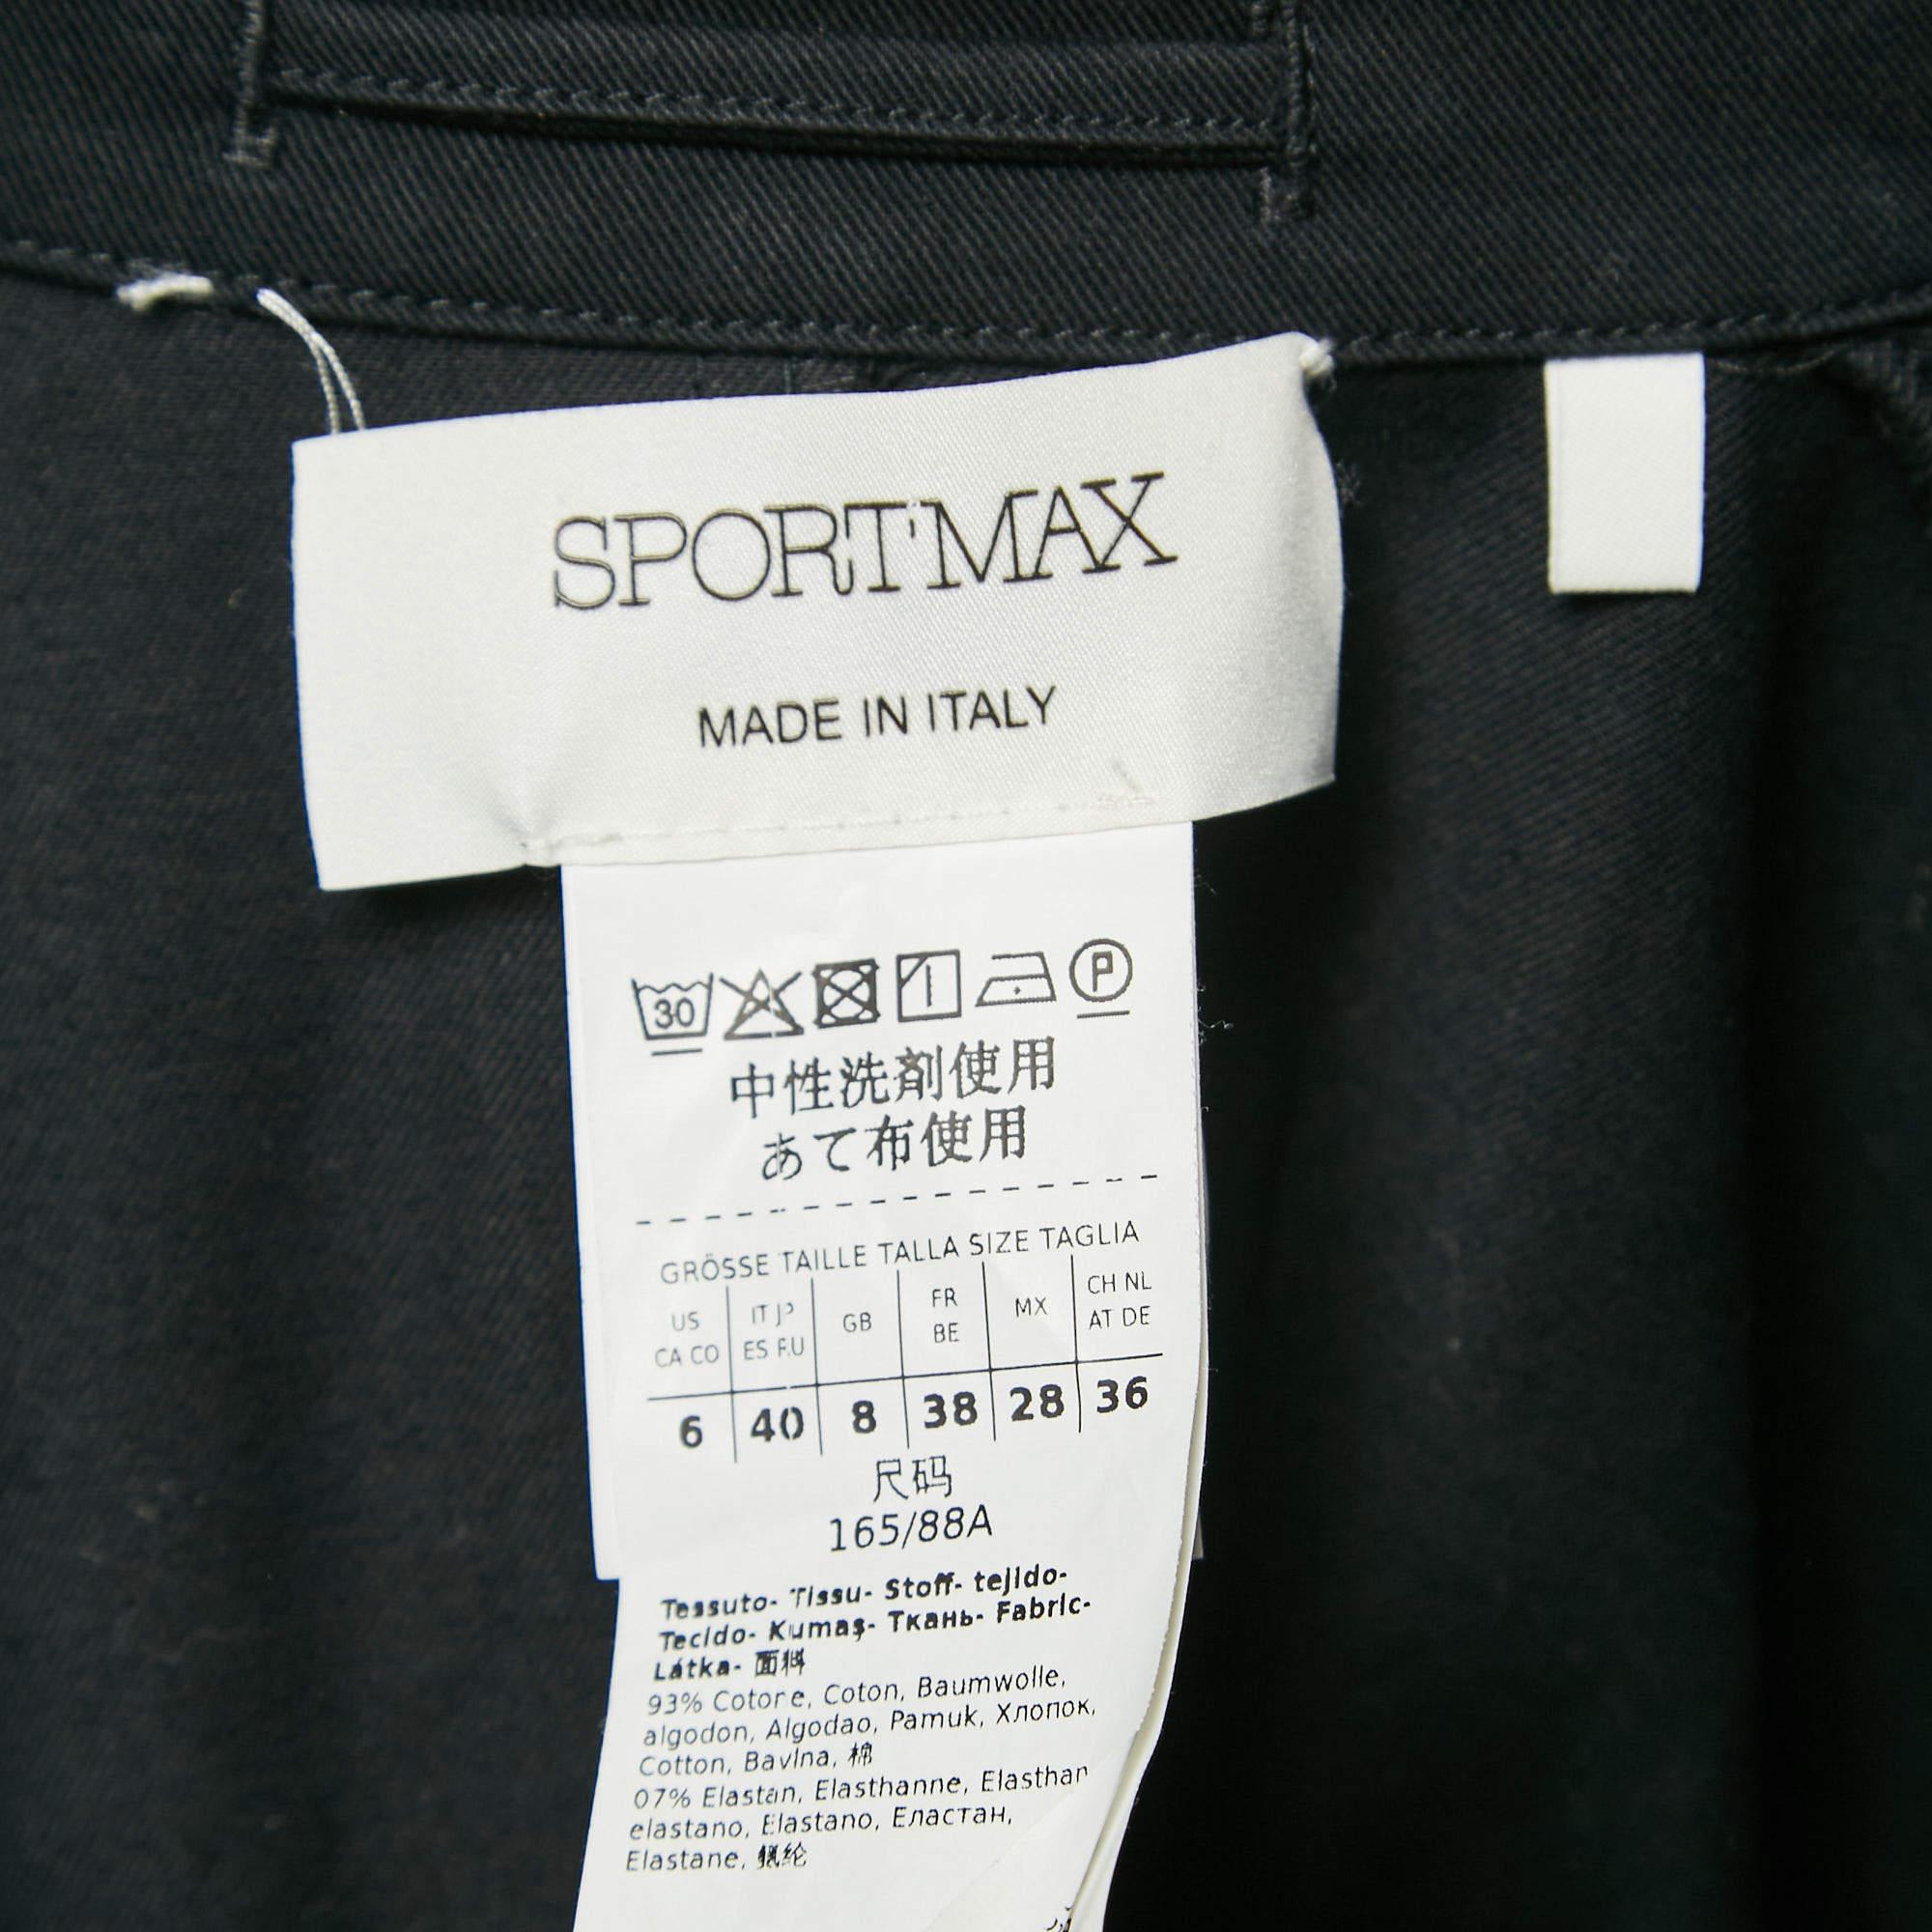 SPORTMAX
MADE IN ITALY
30 P
中性洗剤使用
あて布使用
GRÖSSE TAILLE TALLA SIZE TAGLIA
US IT JP GB FR MX CH NL
CA CO ES RU BE AT DE
6 40 8 38 28 36
尺码
165/88A
Tessuto- Tissu- Stoff- tejido-
Tecido- Kumaş- Ткань- Fabric-
Látka- 面料
93% Cotone, Coton, Baumwolle,
algodon, Algodao, Pamuk, Хлопок,
Cotton, Bavlna, 棉
07% Elastan, Elasthanne, Elasthan
elastano, Elastano, Еластан,
Elastane,